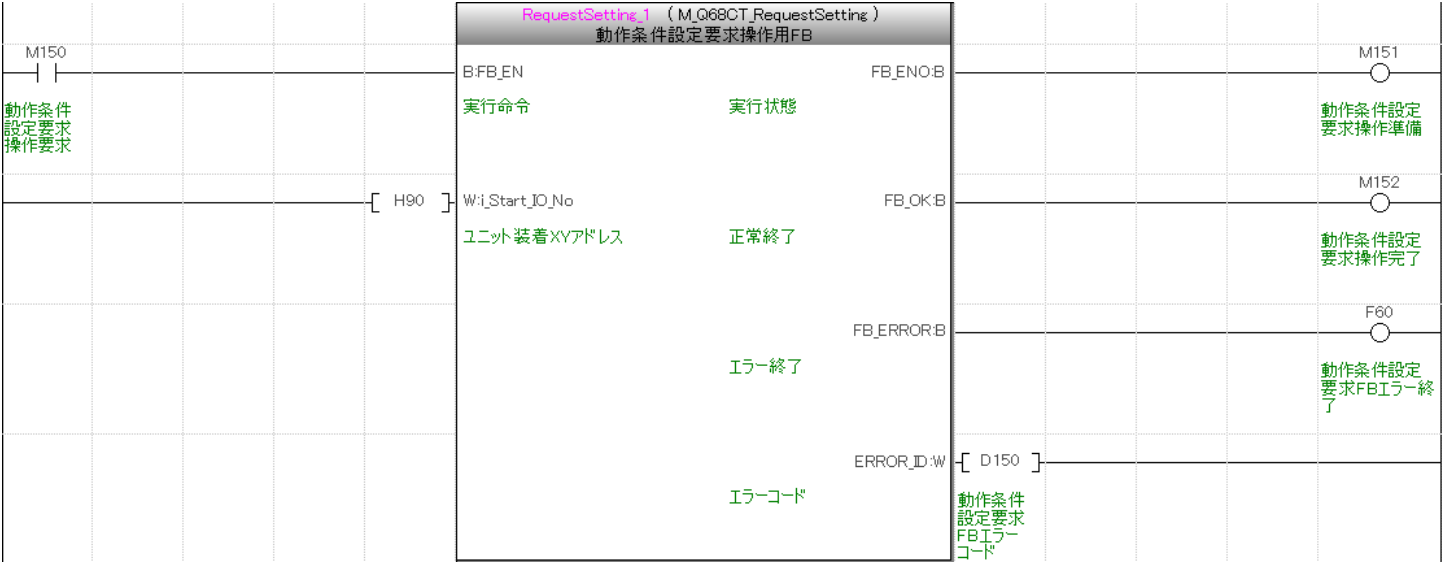 RequestSetting_1 (M_Q68CT_RequestSetting)
動作条件設定要求操作用FB
M150
B:FB_EN
FB_ENO:B
M151
動作条件
設定要求
操作要求
実行命令
実行状態
動作条件設定
要求操作準備
H90
W:i_Start_IO_No
FB_OK:B
M152
ユニット装着XYアドレス
正常終了
動作条件設定
要求操作完了
FB_ERROR:B
F60
エラー終了
動作条件設定
要求FBエラー終
了
ERROR_ID:W
D150
エラーコード
動作条件
設定要求
FBエラー
コード